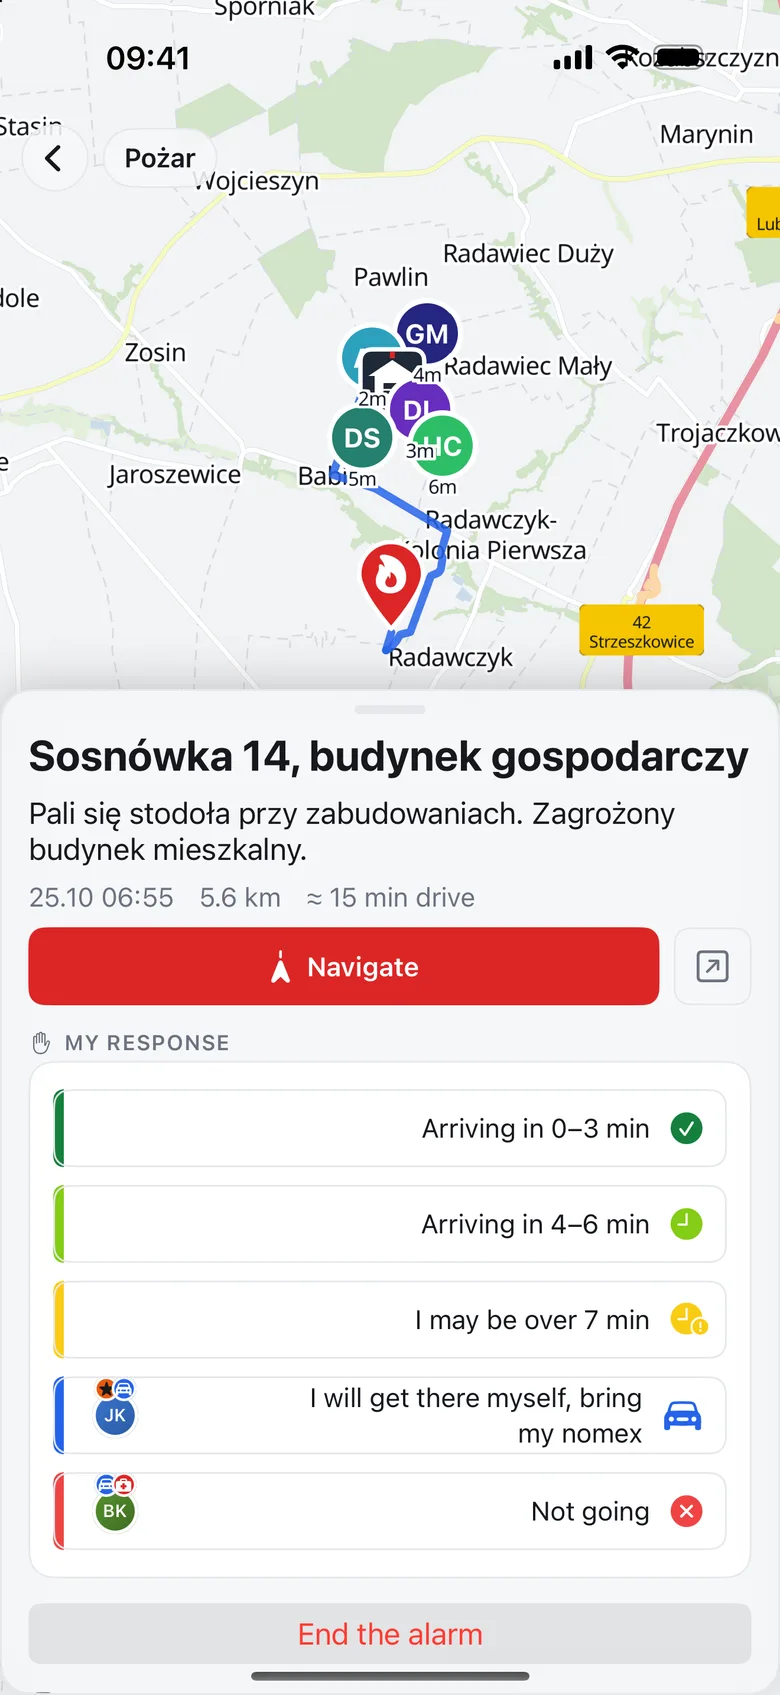 Sporniak
09:41
Stasin
Marynin
Pożar
Wojcieszyn
Radawiec Duży
Pawlin
Zosin
GM
4m
Radawiec Mały
2m
DS
3m
HC
Trojaczkow
Jaroszewice
5m
6m
Radawczyk-
Kolonia Pierwsza
42
Strzeszkowice
Radawczyk
Sosnówka 14, budynek gospodarczy
Pali się stodoła przy zabudowaniach. Zagrożony
budynek mieszkalny.
25.10 06:55 5.6 km ≈ 15 min drive
Navigate
MY RESPONSE
Arriving in 0–3 min
Arriving in 4–6 min
I may be over 7 min
JK
I will get there myself, bring
my nomex
BK
Not going
End the alarm